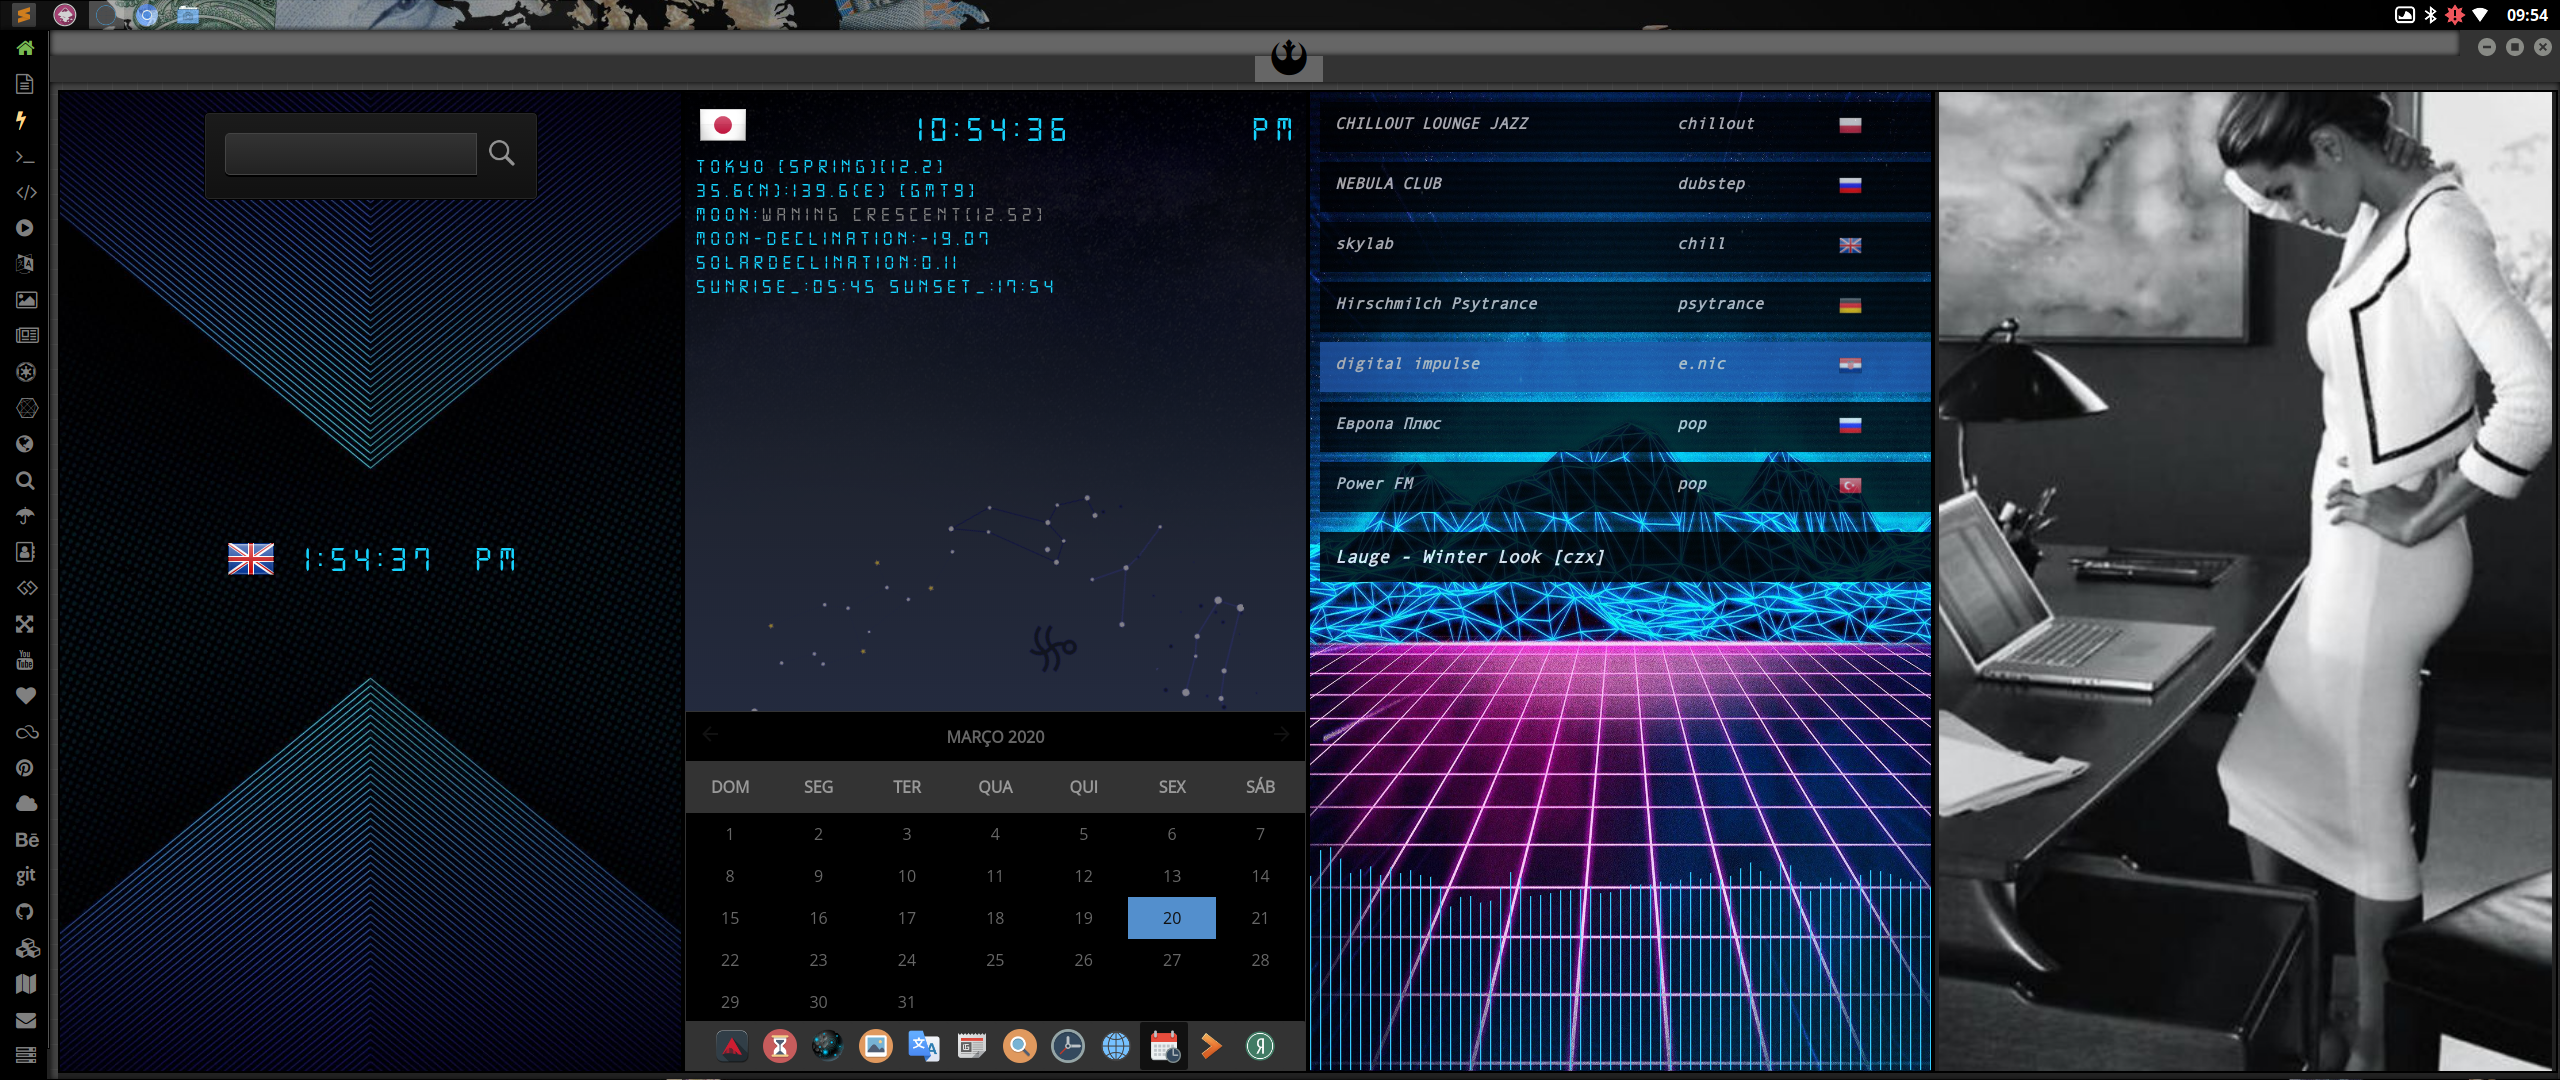 09:54
10:54:36 PM
TOKYO [SPRING][12.2]
35.6(N):139.6(E) [GMT9]
MOON:WANING CRESCENT[12.52]
MOON-DECLINATION:-19.07
SOLARDECLINATION:0.11
SUNRISE_:05:45 SUNSET_:17:54
1:54:37 PM
MARÇO 2020
DOM SEG TER QUA QUI SEX SÁB
1 2 3 4 5 6 7
8 9 10 11 12 13 14
15 16 17 18 19 20 21
22 23 24 25 26 27 28
29 30 31
CHILLOUT LOUNGE JAZZ chillout
NEBULA CLUB dubstep
skylab chill
Hirschmilch Psytrance psytrance
digital impulse e.nic
Европа Плюс pop
Power FM pop
Lauge - Winter Look [czx]
You
Tube
Bē
git